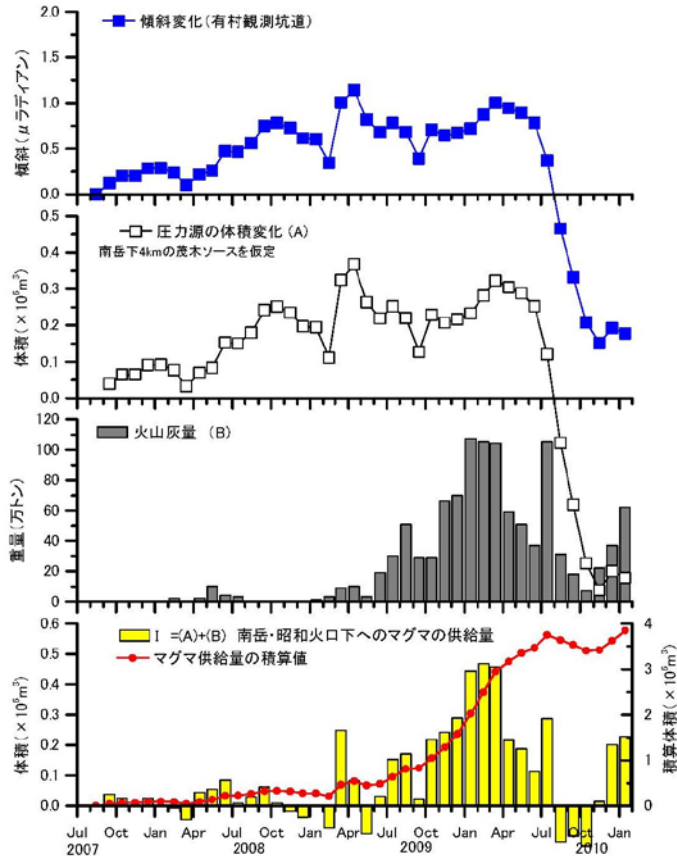 傾斜変化(有村観測坑道)
2.0
1.5
1.0
0.5
0.0
傾斜(μラディアン)
圧力源の体積変化(A)
南岳下4kmの茂木ソースを仮定
0.5
0.4
0.3
0.2
0.1
0.0
体積(×10⁶m³)
火山灰量 (B)
120
100
80
60
40
20
0
重量(万トン)
I =(A)+(B) 南岳・昭和火口下へのマグマの供給量
マグマ供給量の積算値
0.6
0.5
0.4
0.3
0.2
0.1
0.0
体積(×10⁶m³)
4
3
2
1
0
積算体積(×10⁶m³)
Jul Oct Jan Apr Jul Oct Jan Apr Jul Oct Jan Apr Jul Oct Jan
2007 2008 2009 2010